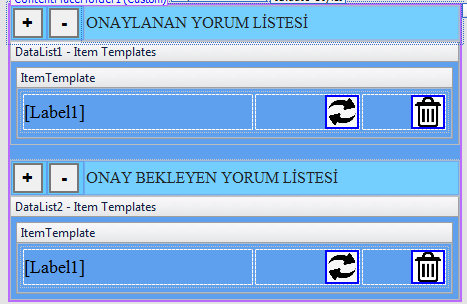 ContentPlaceHolder1 (Custom)
+ - ONAYLANAN YORUM LİSTESİ
DataList1 - Item Templates
ItemTemplate
[Label1]
+ - ONAY BEKLEYEN YORUM LİSTESİ
DataList2 - Item Templates
ItemTemplate
[Label1]